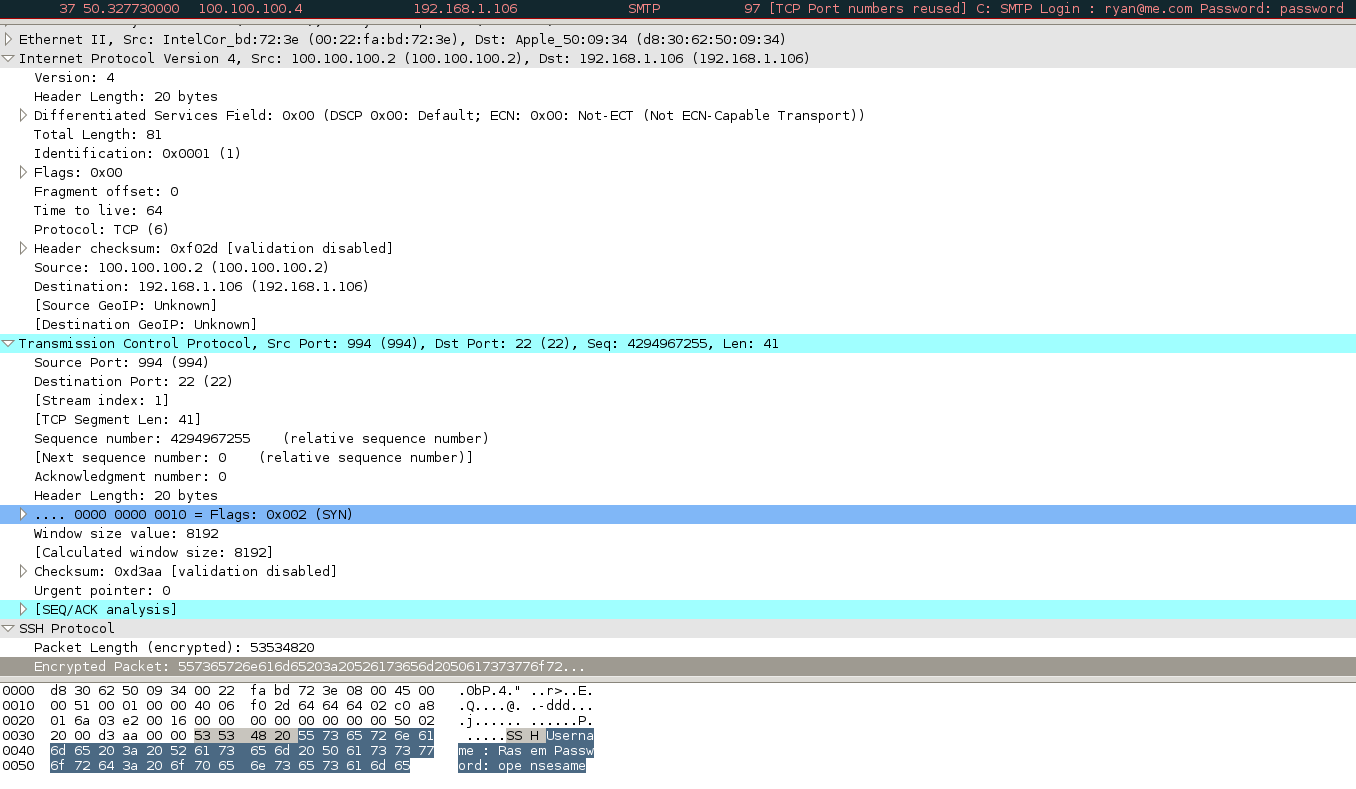 37 50.327730000 100.100.100.4 192.168.1.106 SMTP 97 [TCP Port numbers reused] C: SMTP Login : ryan@me.com Password: password
Ethernet II, Src: IntelCor_bd:72:3e (00:22:fa:bd:72:3e), Dst: Apple_50:09:34 (d8:30:62:50:09:34)
Internet Protocol Version 4, Src: 100.100.100.2 (100.100.100.2), Dst: 192.168.1.106 (192.168.1.106)
Version: 4
Header Length: 20 bytes
Differentiated Services Field: 0x00 (DSCP 0x00: Default; ECN: 0x00: Not-ECT (Not ECN-Capable Transport))
Total Length: 81
Identification: 0x0001 (1)
Flags: 0x00
Fragment offset: 0
Time to live: 64
Protocol: TCP (6)
Header checksum: 0xf02d [validation disabled]
Source: 100.100.100.2 (100.100.100.2)
Destination: 192.168.1.106 (192.168.1.106)
[Source GeoIP: Unknown]
[Destination GeoIP: Unknown]
Transmission Control Protocol, Src Port: 994 (994), Dst Port: 22 (22), Seq: 4294967255, Len: 41
Source Port: 994 (994)
Destination Port: 22 (22)
[Stream index: 1]
[TCP Segment Len: 41]
Sequence number: 4294967255 (relative sequence number)
[Next sequence number: 0 (relative sequence number)]
Acknowledgment number: 0
Header Length: 20 bytes
.... 0000 0000 0010 = Flags: 0x002 (SYN)
Window size value: 8192
[Calculated window size: 8192]
Checksum: 0xd3aa [validation disabled]
Urgent pointer: 0
[SEQ/ACK analysis]
SSH Protocol
Packet Length (encrypted): 53534820
Encrypted Packet: 557365726e616d65203a20526173656d2050617373776f72...
0000 d8 30 62 50 09 34 00 22 fa bd 72 3e 08 00 45 00 .0bP.4." ..r>..E.
0010 00 51 00 01 00 00 40 06 f0 2d 64 64 64 02 c0 a8 .Q....@. .-ddd...
0020 01 6a 03 e2 00 16 00 00 00 00 00 00 00 00 50 02 .j...... ......P.
0030 20 00 d3 aa 00 00 53 53 48 20 55 73 65 72 6e 61 .....SS H Userna
0040 6d 65 20 3a 20 52 61 73 65 6d 20 50 61 73 73 77 me : Ras em Passw
0050 6f 72 64 3a 20 6f 70 65 6e 73 65 73 61 6d 65 ord: ope nsesame